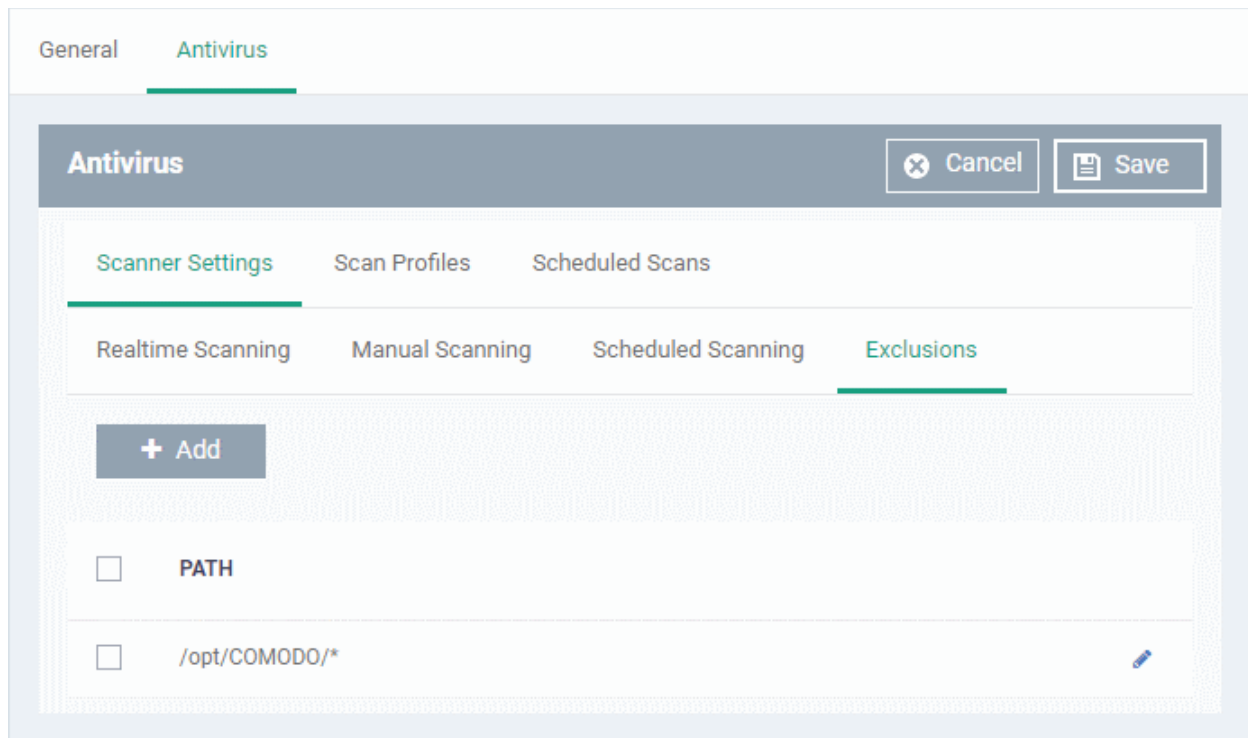 General Antivirus
Antivirus Cancel Save
Scanner Settings Scan Profiles Scheduled Scans
Realtime Scanning Manual Scanning Scheduled Scanning Exclusions
+ Add
PATH
/opt/COMODO/*